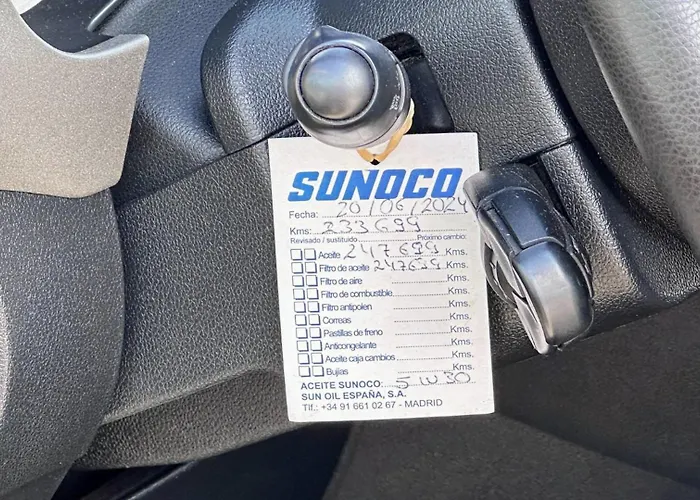 SUNOCO
Fecha: 20/06/2024
Kms: 233699
Revisado / sustituido Próximo cambio:
Aceite 247699 Kms.
Filtro de aceite 247699 Kms.
Filtro de aire Kms.
Filtro de combustible Kms.
Filtro antipolen Kms.
Correas Kms.
Pastillas de freno Kms.
Anticongelante Kms.
Aceite caja cambios Kms.
Bujías Kms.
ACEITE SUNOCO: 5W30
SUN OIL ESPAÑA, S.A.
Tlf.: +34 91 661 02 67 - MADRID